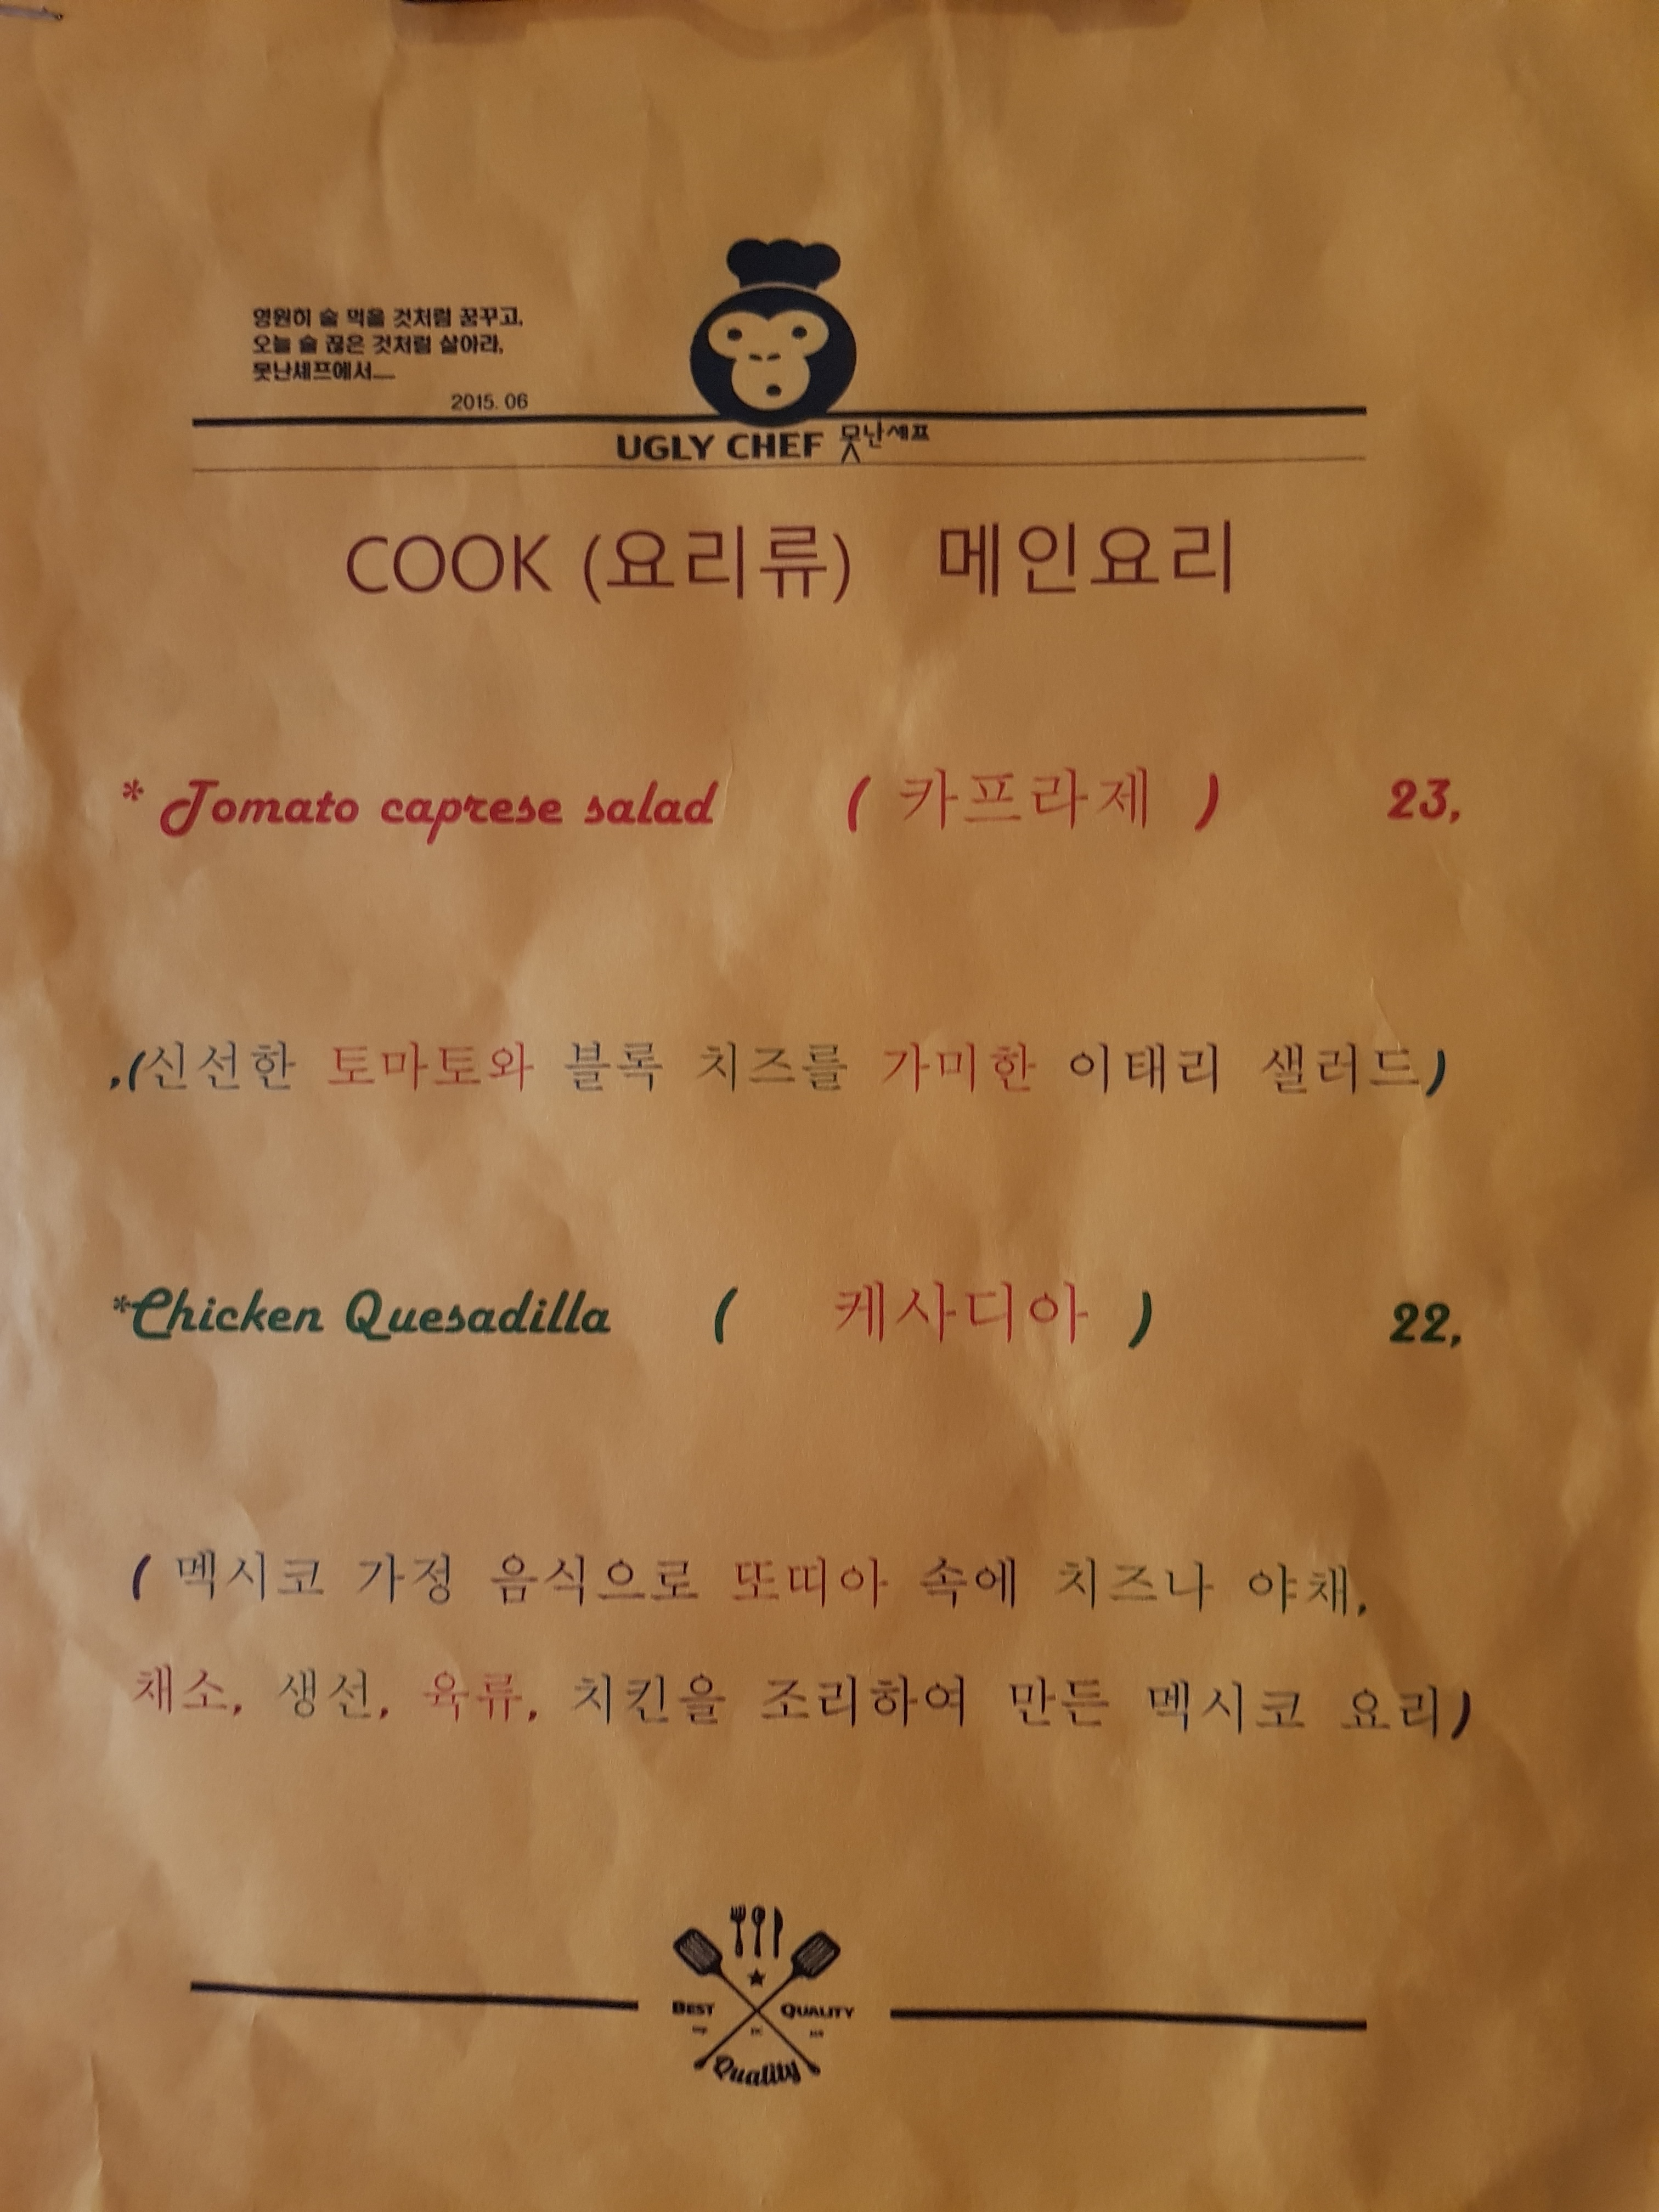 영원히 술 먹을 것처럼 꿈꾸고,
오늘 술 끊은 것처럼 살아라,
못난셰프에서__
2015. 06
UGLY CHEF 못난셰프
COOK (요리류) 메인요리
* Tomato caprese salad ( 카프라제 ) 23,
,(신선한 토마토와 블록 치즈를 가미한 이태리 샐러드)
*Chicken Quesadilla ( 케사디아 ) 22,
( 멕시코 가정 음식으로 또띠아 속에 치즈나 야채,
채소, 생선, 육류, 치킨을 조리하여 만든 멕시코 요리)
BEST QUALITY
Quality